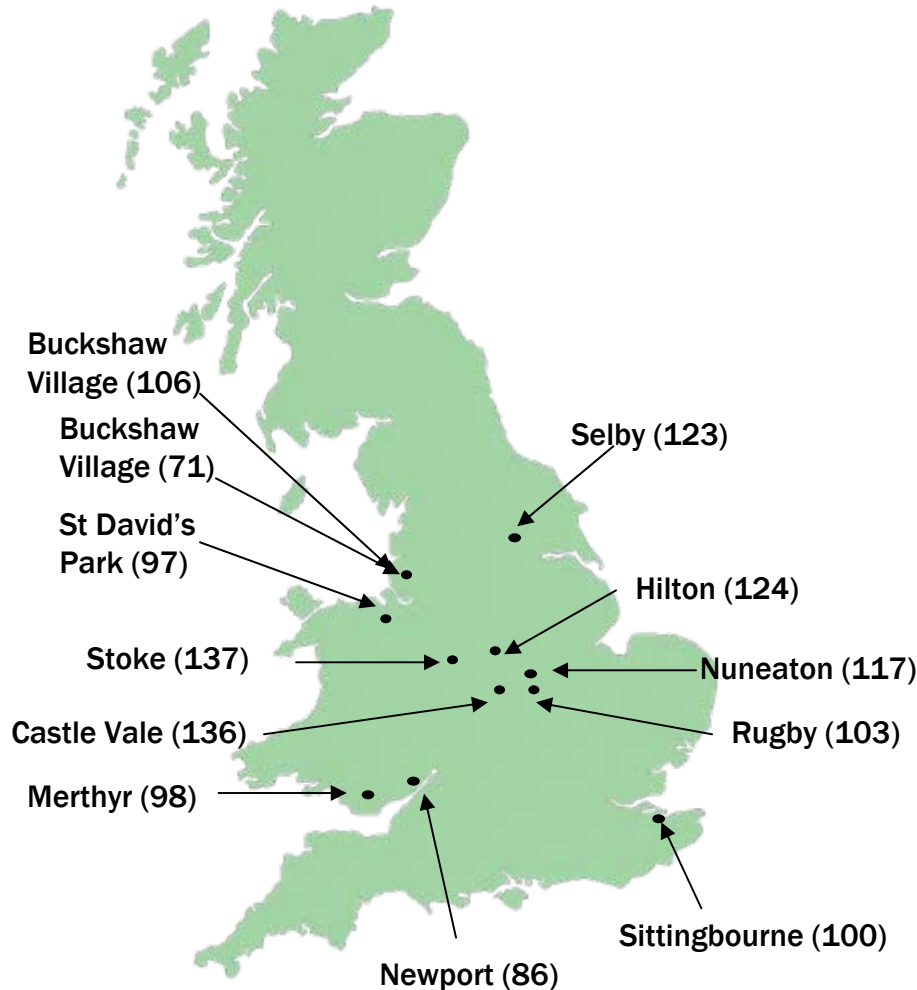 Buckshaw
Village (106)
Buckshaw
Village (71)
St David’s
Park (97)
Stoke (137)
Castle Vale (136)
Merthyr (98)
Newport (86)
Selby (123)
Hilton (124)
Nuneaton (117)
Rugby (103)
Sittingbourne (100)